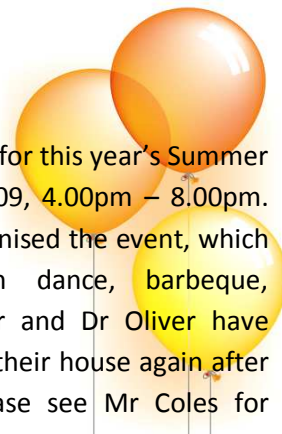 for this year's Summer
09, 4.00pm – 8.00pm.
nised the event, which
dance, barbeque,
r and Dr Oliver have
their house again after
ase see Mr Coles for